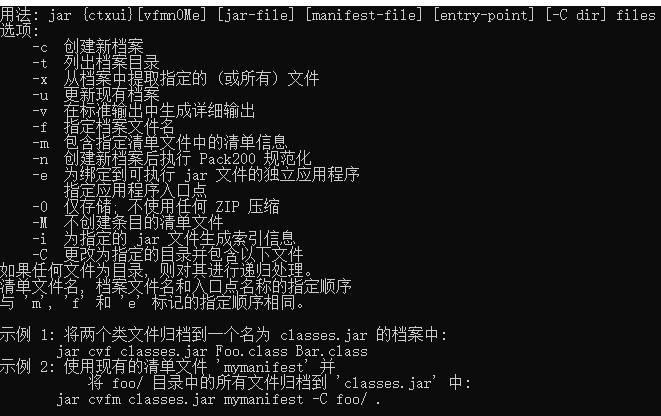 用法: jar {ctxui}[vfmn0Me] [jar-file] [manifest-file] [entry-point] [-C dir] files
选项:
-c 创建新档案
-t 列出档案目录
-x 从档案中提取指定的 (或所有) 文件
-u 更新现有档案
-v 在标准输出中生成详细输出
-f 指定档案文件名
-m 包含指定清单文件中的清单信息
-n 创建新档案后执行 Pack200 规范化
-e 为绑定到可执行 jar 文件的独立应用程序
指定应用程序入口点
-0 仅存储; 不使用任何 ZIP 压缩
-M 不创建条目的清单文件
-i 为指定的 jar 文件生成索引信息
-C 更改为指定的目录并包含以下文件
如果任何文件为目录, 则对其进行递归处理。
清单文件名, 档案文件名和入口点名称的指定顺序
与 'm', 'f' 和 'e' 标记的指定顺序相同。
示例 1: 将两个类文件归档到一个名为 classes.jar 的档案中:
jar cvf classes.jar Foo.class Bar.class
示例 2: 使用现有的清单文件 'mymanifest' 并
将 foo/ 目录中的所有文件归档到 'classes.jar' 中:
jar cvfm classes.jar mymanifest -C foo/ .